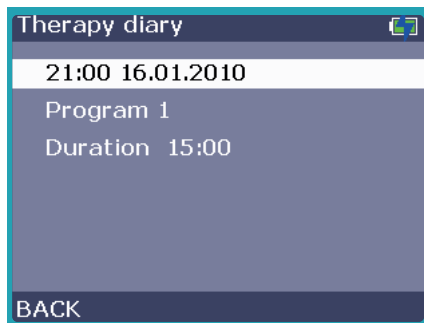 Therapy diary
21:00 16.01.2010
Program 1
Duration 15:00
BACK